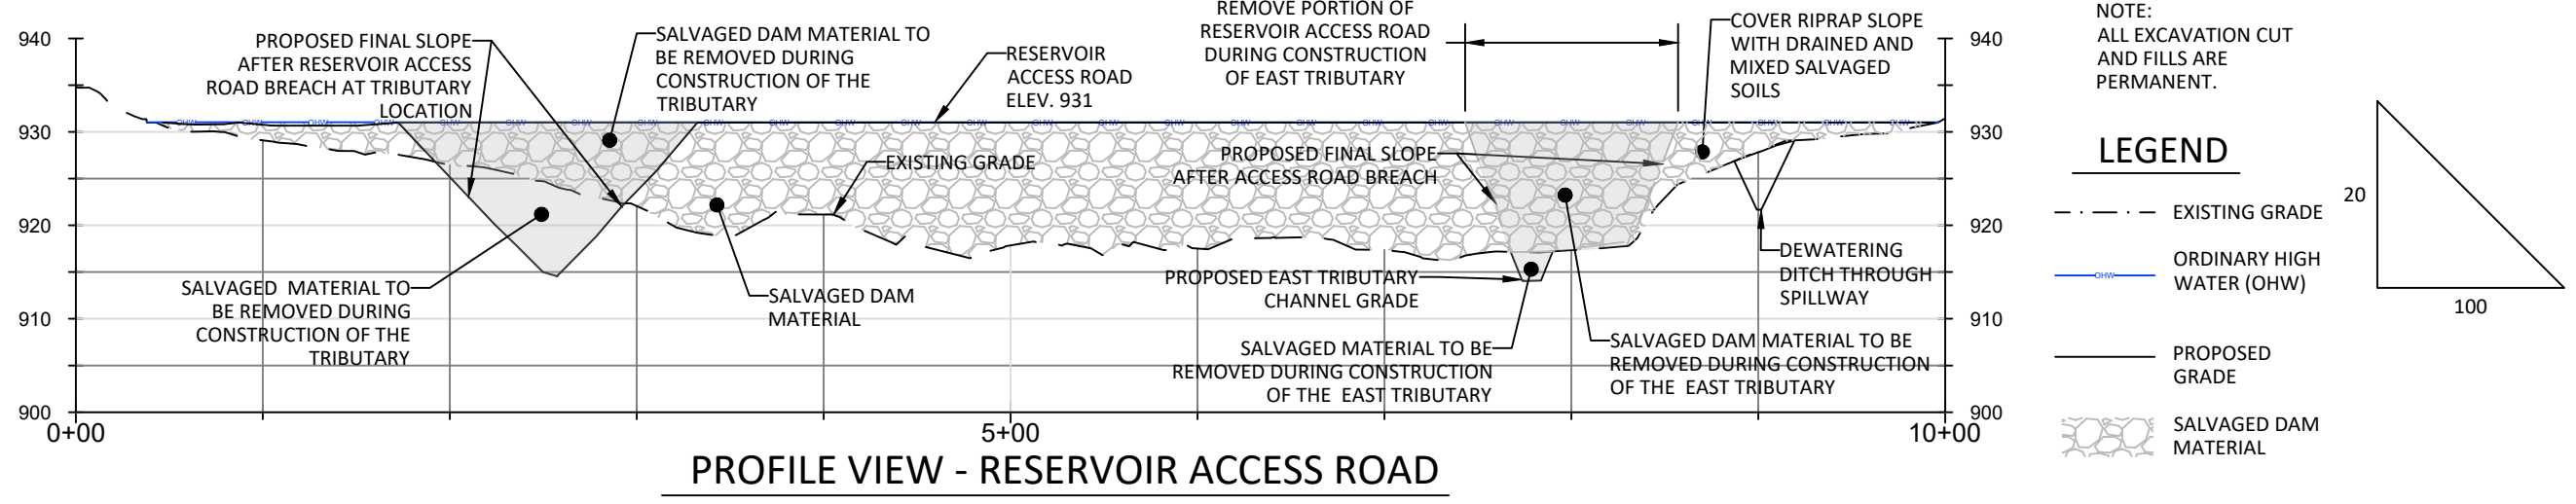 940
930
920
910
900
PROPOSED FINAL SLOPE
AFTER RESERVOIR ACCESS
ROAD BREACH AT TRIBUTARY
LOCATION
SALVAGED DAM MATERIAL TO
BE REMOVED DURING
CONSTRUCTION OF THE
TRIBUTARY
RESERVOIR
ACCESS ROAD
ELEV. 931
REMOVE PORTION OF
RESERVOIR ACCESS ROAD
DURING CONSTRUCTION
OF EAST TRIBUTARY
COVER RIPRAP SLOPE
WITH DRAINED AND
MIXED SALVAGED
SOILS
940
930
920
910
900
EXISTING GRADE
PROPOSED FINAL SLOPE
AFTER ACCESS ROAD BREACH
SALVAGED MATERIAL TO
BE REMOVED DURING
CONSTRUCTION OF THE
TRIBUTARY
SALVAGED DAM
MATERIAL
PROPOSED EAST TRIBUTARY
CHANNEL GRADE
DEWATERING
DITCH THROUGH
SPILLWAY
SALVAGED MATERIAL TO BE
REMOVED DURING CONSTRUCTION
OF THE EAST TRIBUTARY
SALVAGED DAM MATERIAL TO BE
REMOVED DURING CONSTRUCTION
OF THE EAST TRIBUTARY
0+00
5+00
10+00
PROFILE VIEW - RESERVOIR ACCESS ROAD
NOTE:
ALL EXCAVATION CUT
AND FILLS ARE
PERMANENT.
LEGEND
EXISTING GRADE
OHW
ORDINARY HIGH
WATER (OHW)
PROPOSED
GRADE
SALVAGED DAM
MATERIAL
20
100